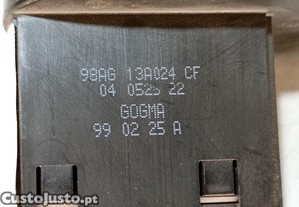 98AG 13A024 CF
04 0525 22
GOGMA
99 02 25 A
CustoJusto.pt